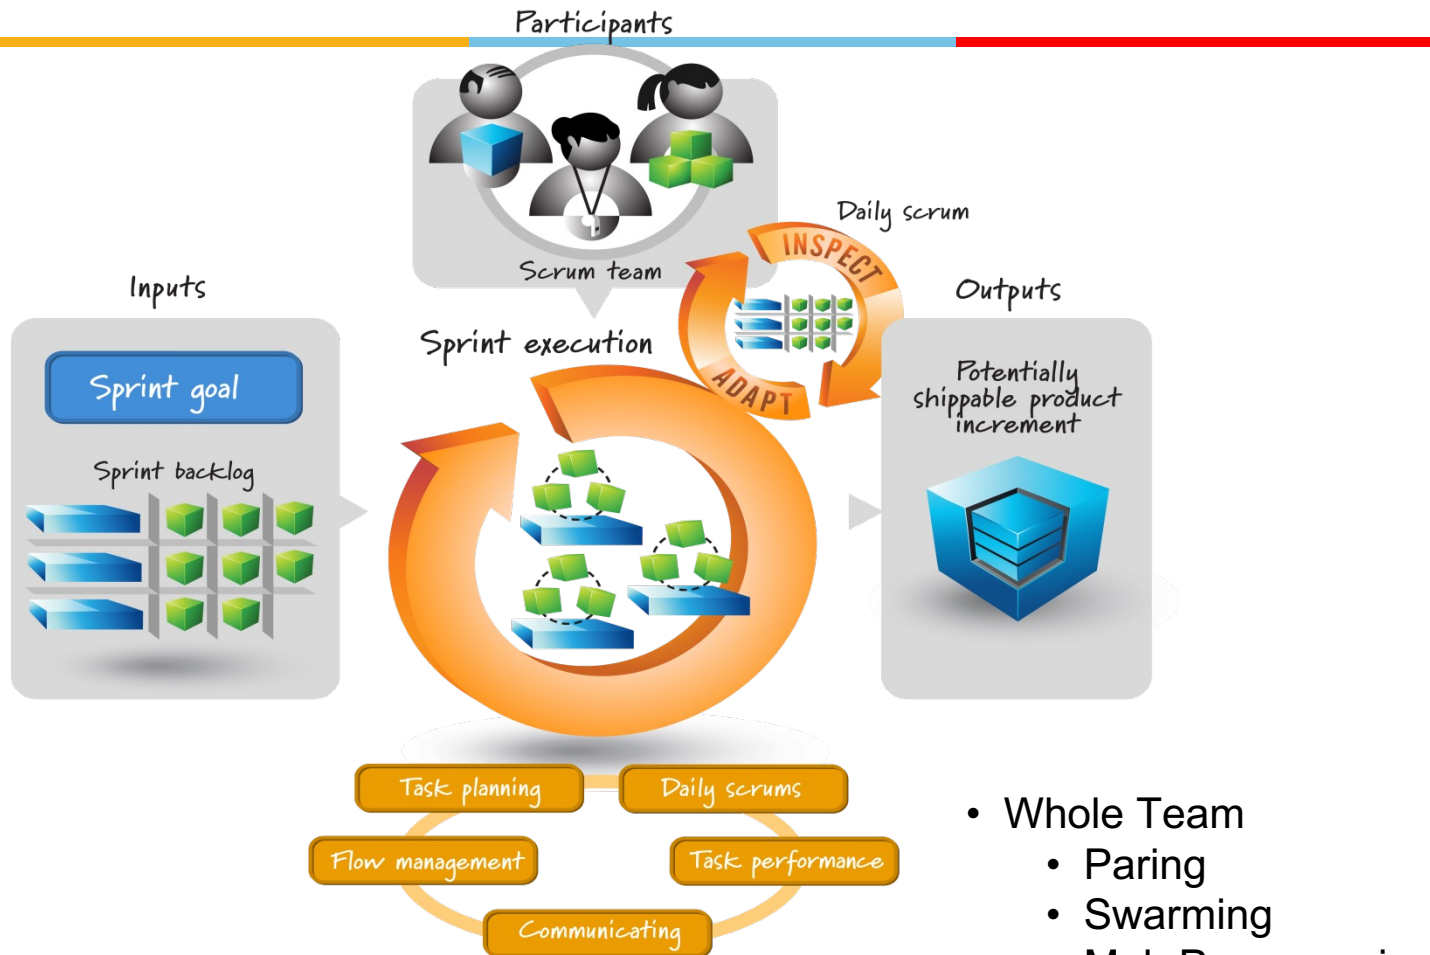 Participants
Scrum team
Daily scrum
INSPECT
ADAPT
Inputs
Sprint goal
Sprint backlog
Sprint execution
Outputs
Potentially
shippable product
increment
Task planning
Daily scrums
Flow management
Task performance
Communicating
• Whole Team
• Paring
• Swarming